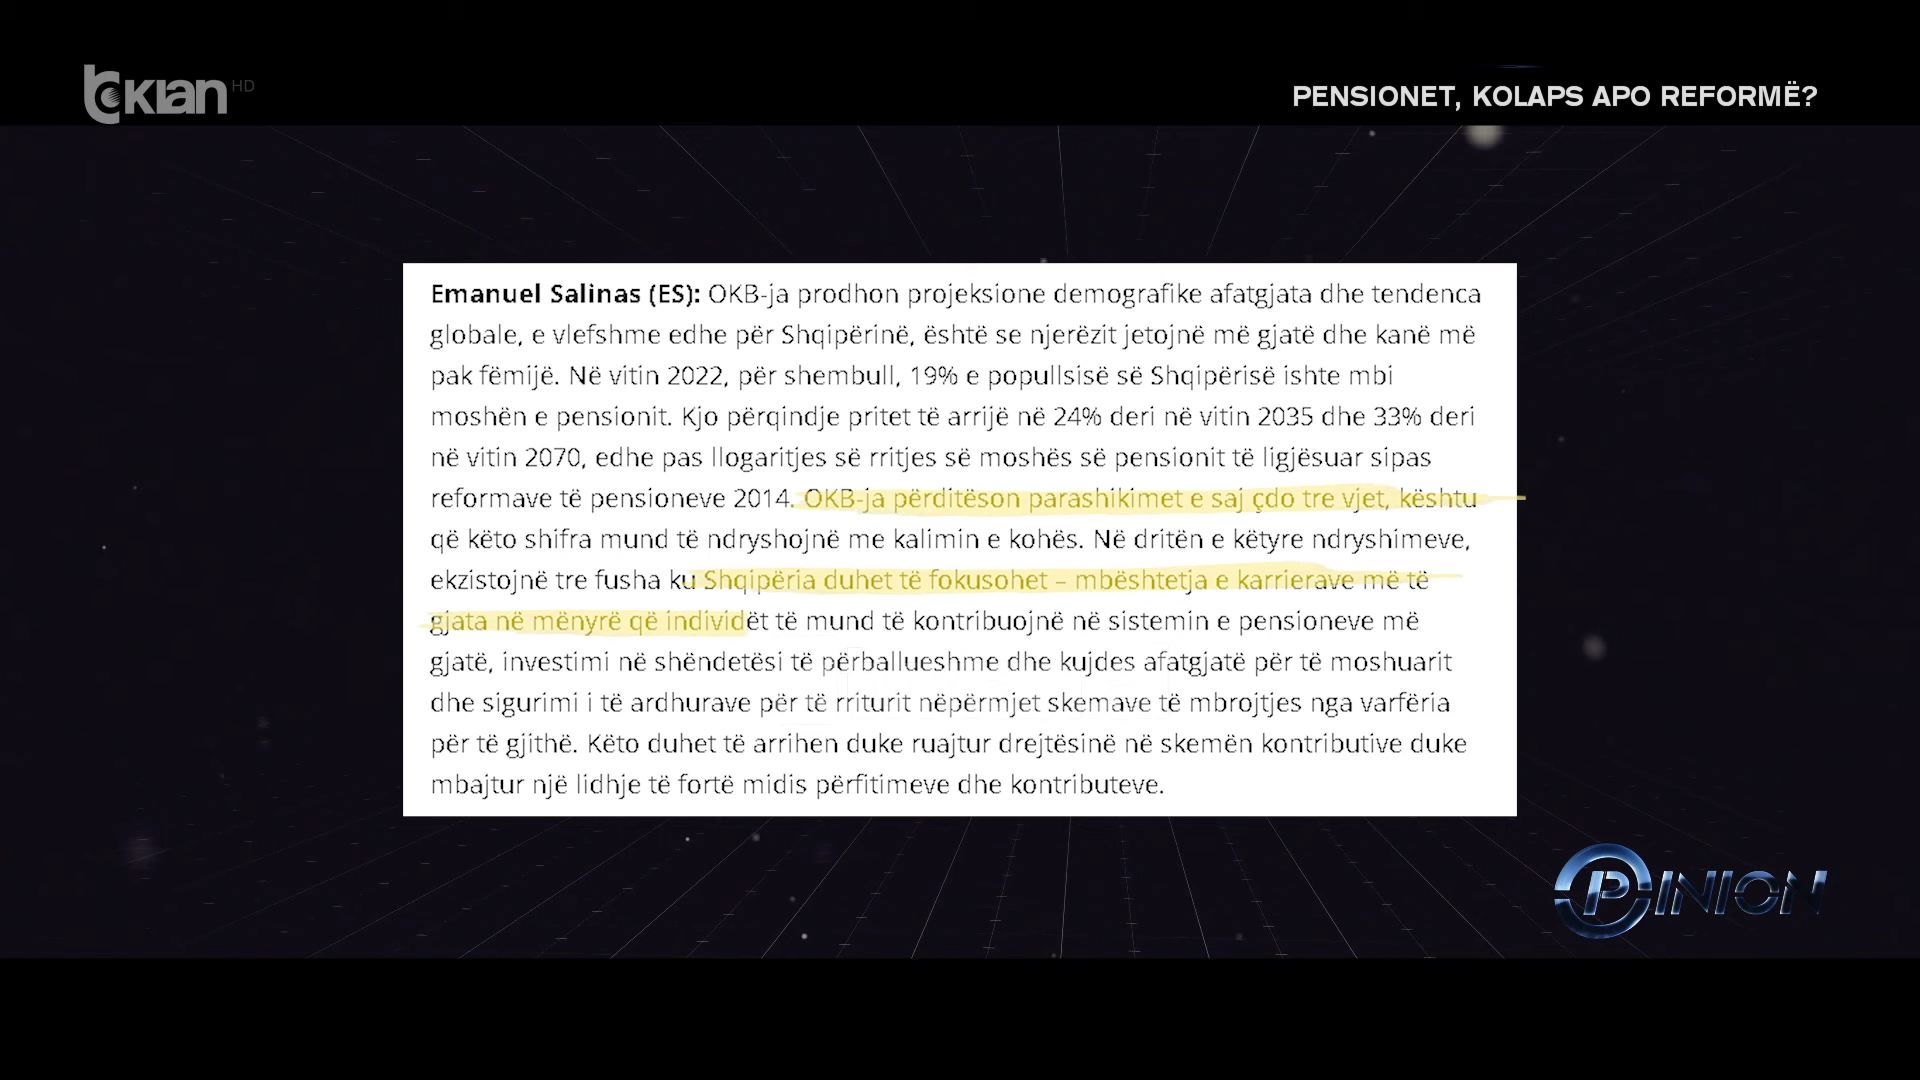 tvklan HD
PENSIONET, KOLAPS APO REFORMË?
Emanuel Salinas (ES): OKB-ja prodhon projeksione demografike afatgjata dhe tendenca
globale, e vlefshme edhe për Shqipërinë, është se njerëzit jetojnë më gjatë dhe kanë më
pak fëmijë. Në vitin 2022, për shembull, 19% e popullsisë së Shqipërisë ishte mbi
moshën e pensionit. Kjo përqindje pritet të arrijë në 24% deri në vitin 2035 dhe 33% deri
në vitin 2070, edhe pas llogaritjes së rritjes së moshës së pensionit të ligjësuar sipas
reformave të pensioneve 2014. OKB-ja përditëson parashikimet e saj çdo tre vjet, kështu
që këto shifra mund të ndryshojnë me kalimin e kohës. Në dritën e këtyre ndryshimeve,
ekzistojnë tre fusha ku Shqipëria duhet të fokusohet – mbështetja e karrierave më të
gjata në mënyrë që individët të mund të kontribuojnë në sistemin e pensioneve më
gjatë, investimi në shëndetësi të përballueshme dhe kujdes afatgjatë për të moshuarit
dhe sigurimi i të ardhurave për të rriturit nëpërmjet skemave të mbrojtjes nga varfëria
për të gjithë. Këto duhet të arrihen duke ruajtur drejtësinë në skemën kontributive duke
mbajtur një lidhje të fortë midis përfitimeve dhe kontributeve.
OPINION